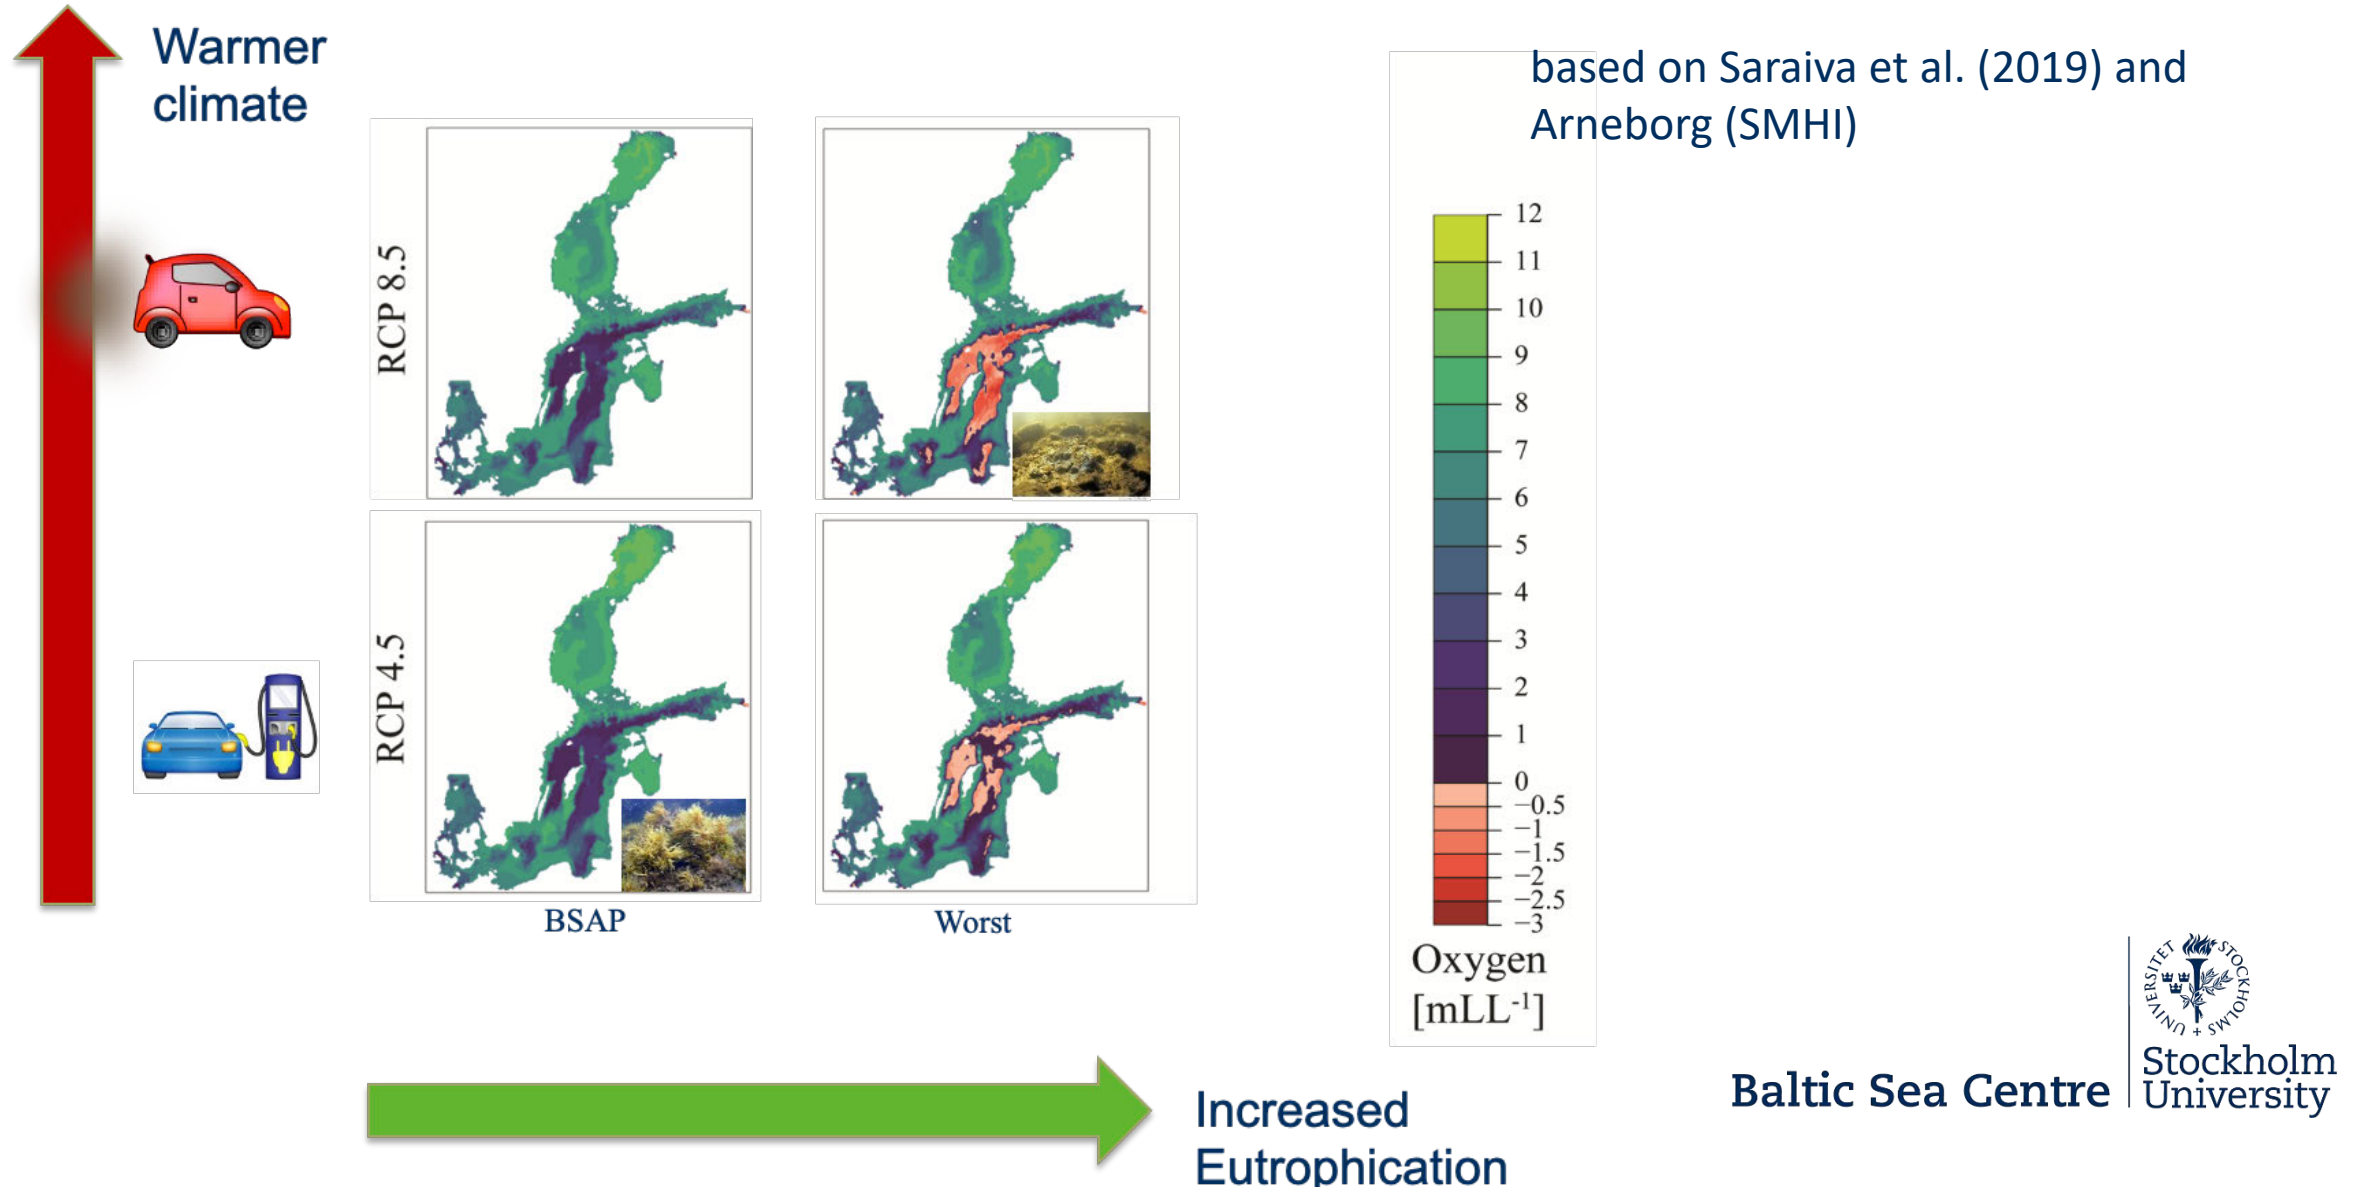 Warmer
climate
based on Saraiva et al. (2019) and
Arneborg (SMHI)
RCP 8.5
RCP 4.5
BSAP
Worst
12
11
10
9
8
7
6
5
4
3
2
1
0
−0.5
−1
−1.5
−2
−2.5
−3
Oxygen
[mLL-1]
Increased
Eutrophication
Baltic Sea Centre
STOCKHOLMS UNIVERSITET
Stockholm
University